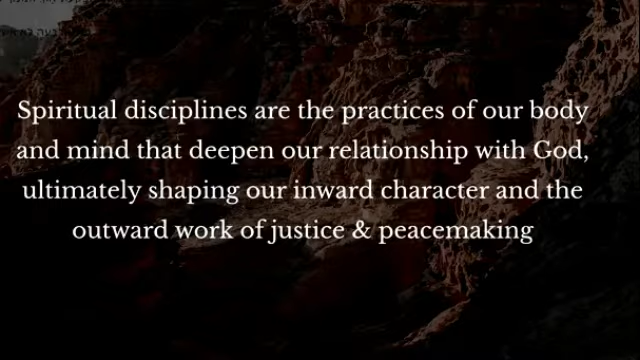 Spiritual disciplines are the practices of our body
and mind that deepen our relationship with God,
ultimately shaping our inward character and the
outward work of justice & peacemaking